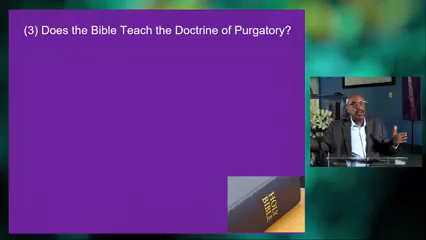 (3) Does the Bible Teach the Doctrine of Purgatory?
HOLY
BIBLE